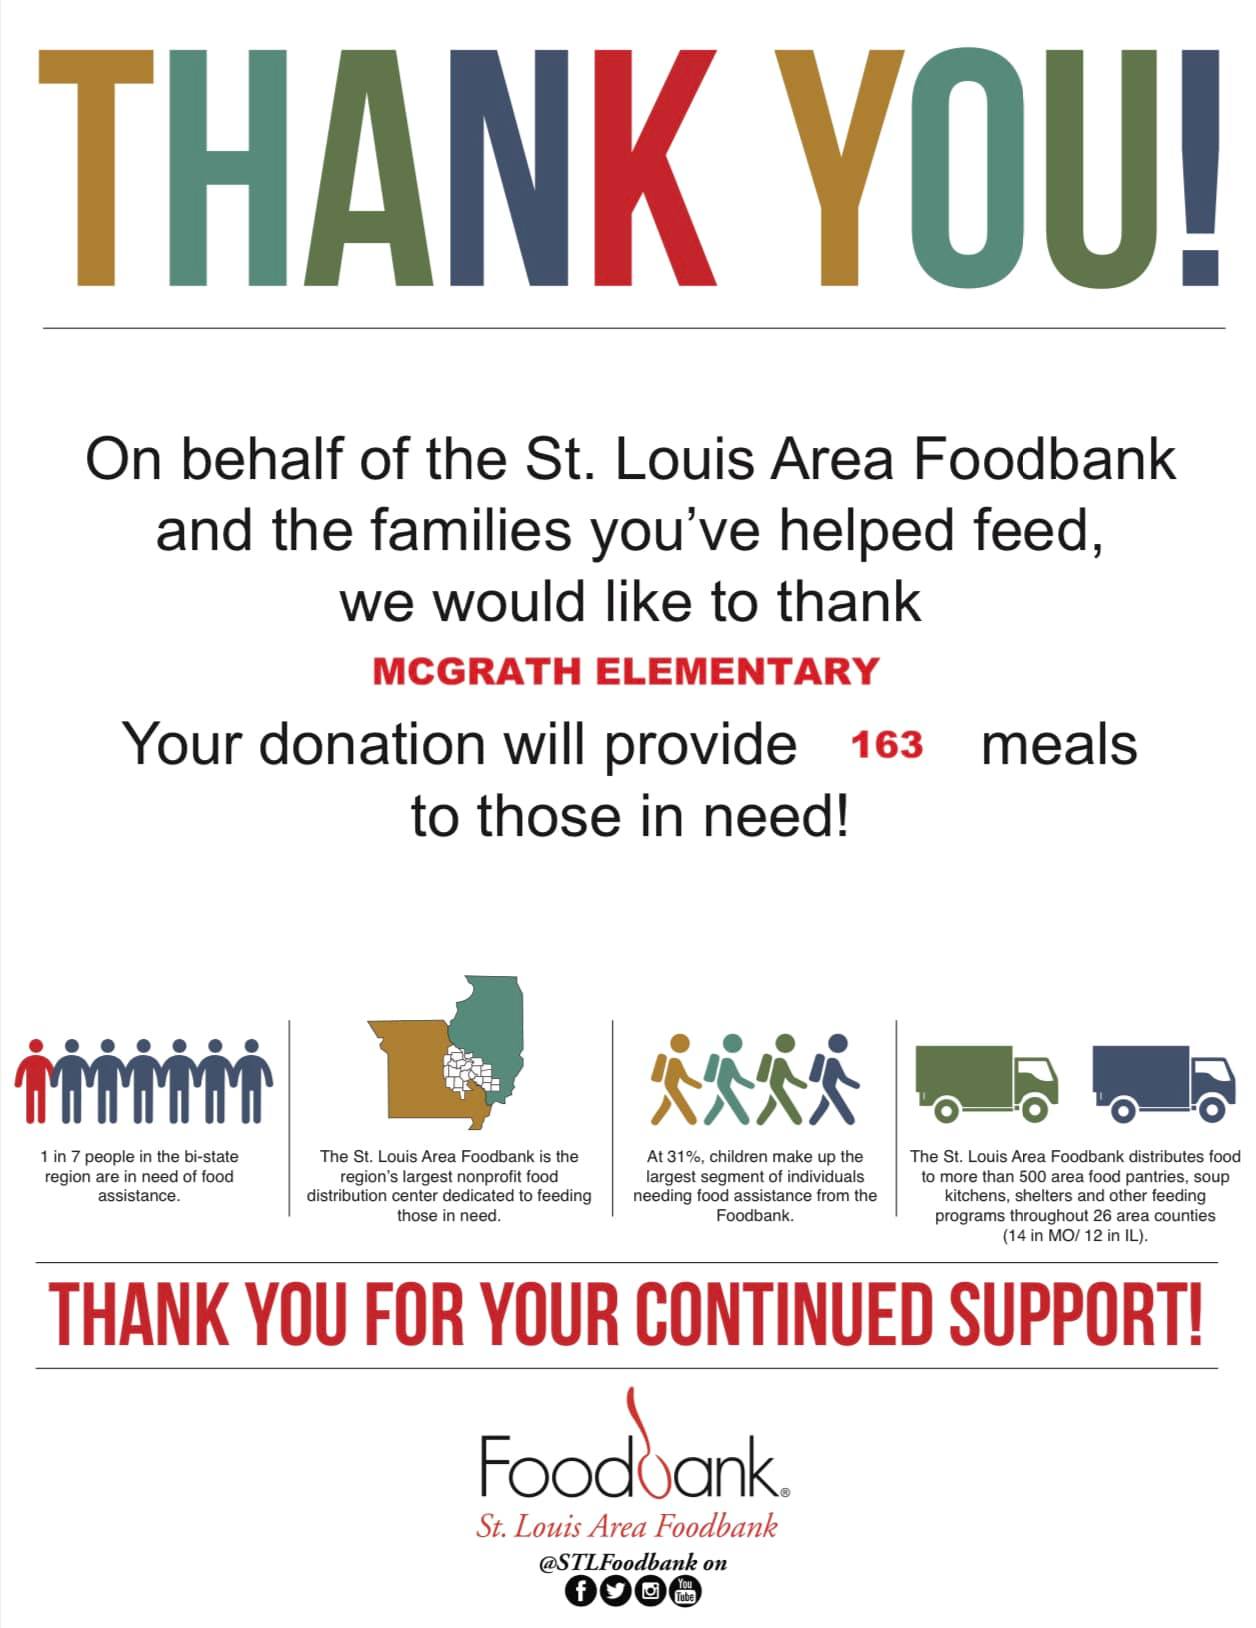 THANK YOU!
On behalf of the St. Louis Area Foodbank
and the families you’ve helped feed,
we would like to thank
MCGRATH ELEMENTARY
Your donation will provide 163 meals
to those in need!
1 in 7 people in the bi-state
region are in need of food
assistance.
The St. Louis Area Foodbank is the
region’s largest nonprofit food
distribution center dedicated to feeding
those in need.
At 31%, children make up the
largest segment of individuals
needing food assistance from the
Foodbank.
The St. Louis Area Foodbank distributes food
to more than 500 area food pantries, soup
kitchens, shelters and other feeding
programs throughout 26 area counties
(14 in MO/ 12 in IL).
THANK YOU FOR YOUR CONTINUED SUPPORT!
Foodbank®
St. Louis Area Foodbank
@STLFoodbank on
You
Tube